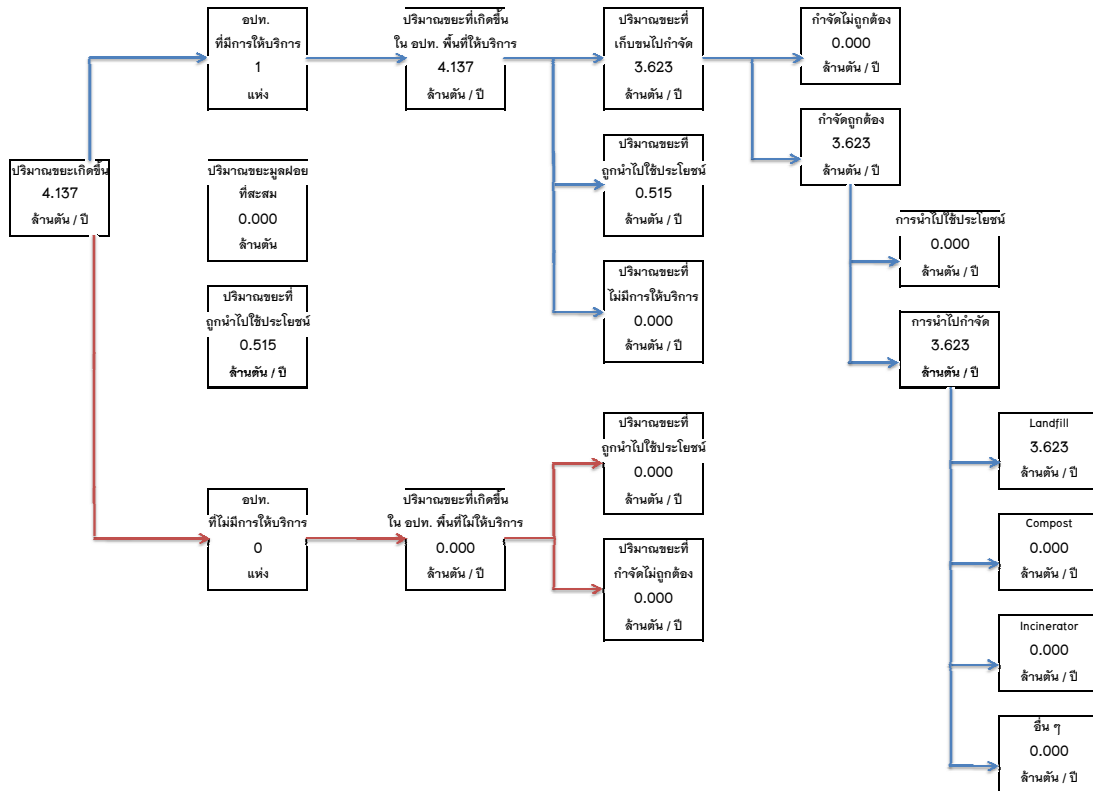 อปท.
ที่มีการให้บริการ
1
แห่ง
ปริมาณขยะที่เกิดขึ้น
ใน อปท. พื้นที่ให้บริการ
4.137
ล้านตัน / ปี
ปริมาณขยะที่
เก็บขนไปกำจัด
3.623
ล้านตัน / ปี
กำจัดไม่ถูกต้อง
0.000
ล้านตัน / ปี
กำจัดถูกต้อง
3.623
ล้านตัน / ปี
ปริมาณขยะเกิดขึ้น
4.137
ล้านตัน / ปี
ปริมาณขยะมูลฝอย
ที่สะสม
0.000
ล้านตัน
ปริมาณขยะที่
ถูกนำไปใช้ประโยชน์
0.515
ล้านตัน / ปี
การนำไปใช้ประโยชน์
0.000
ล้านตัน / ปี
ปริมาณขยะที่
ถูกนำไปใช้ประโยชน์
0.515
ล้านตัน / ปี
ปริมาณขยะที่
ไม่มีการให้บริการ
0.000
ล้านตัน / ปี
การนำไปกำจัด
3.623
ล้านตัน / ปี
ปริมาณขยะที่
ถูกนำไปใช้ประโยชน์
0.000
ล้านตัน / ปี
Landfill
3.623
ล้านตัน / ปี
อปท.
ที่ไม่มีการให้บริการ
0
แห่ง
ปริมาณขยะที่เกิดขึ้น
ใน อปท. พื้นที่ไม่ให้บริการ
0.000
ล้านตัน / ปี
ปริมาณขยะที่
กำจัดไม่ถูกต้อง
0.000
ล้านตัน / ปี
Compost
0.000
ล้านตัน / ปี
Incinerator
0.000
ล้านตัน / ปี
อื่น ๆ
0.000
ล้านตัน / ปี